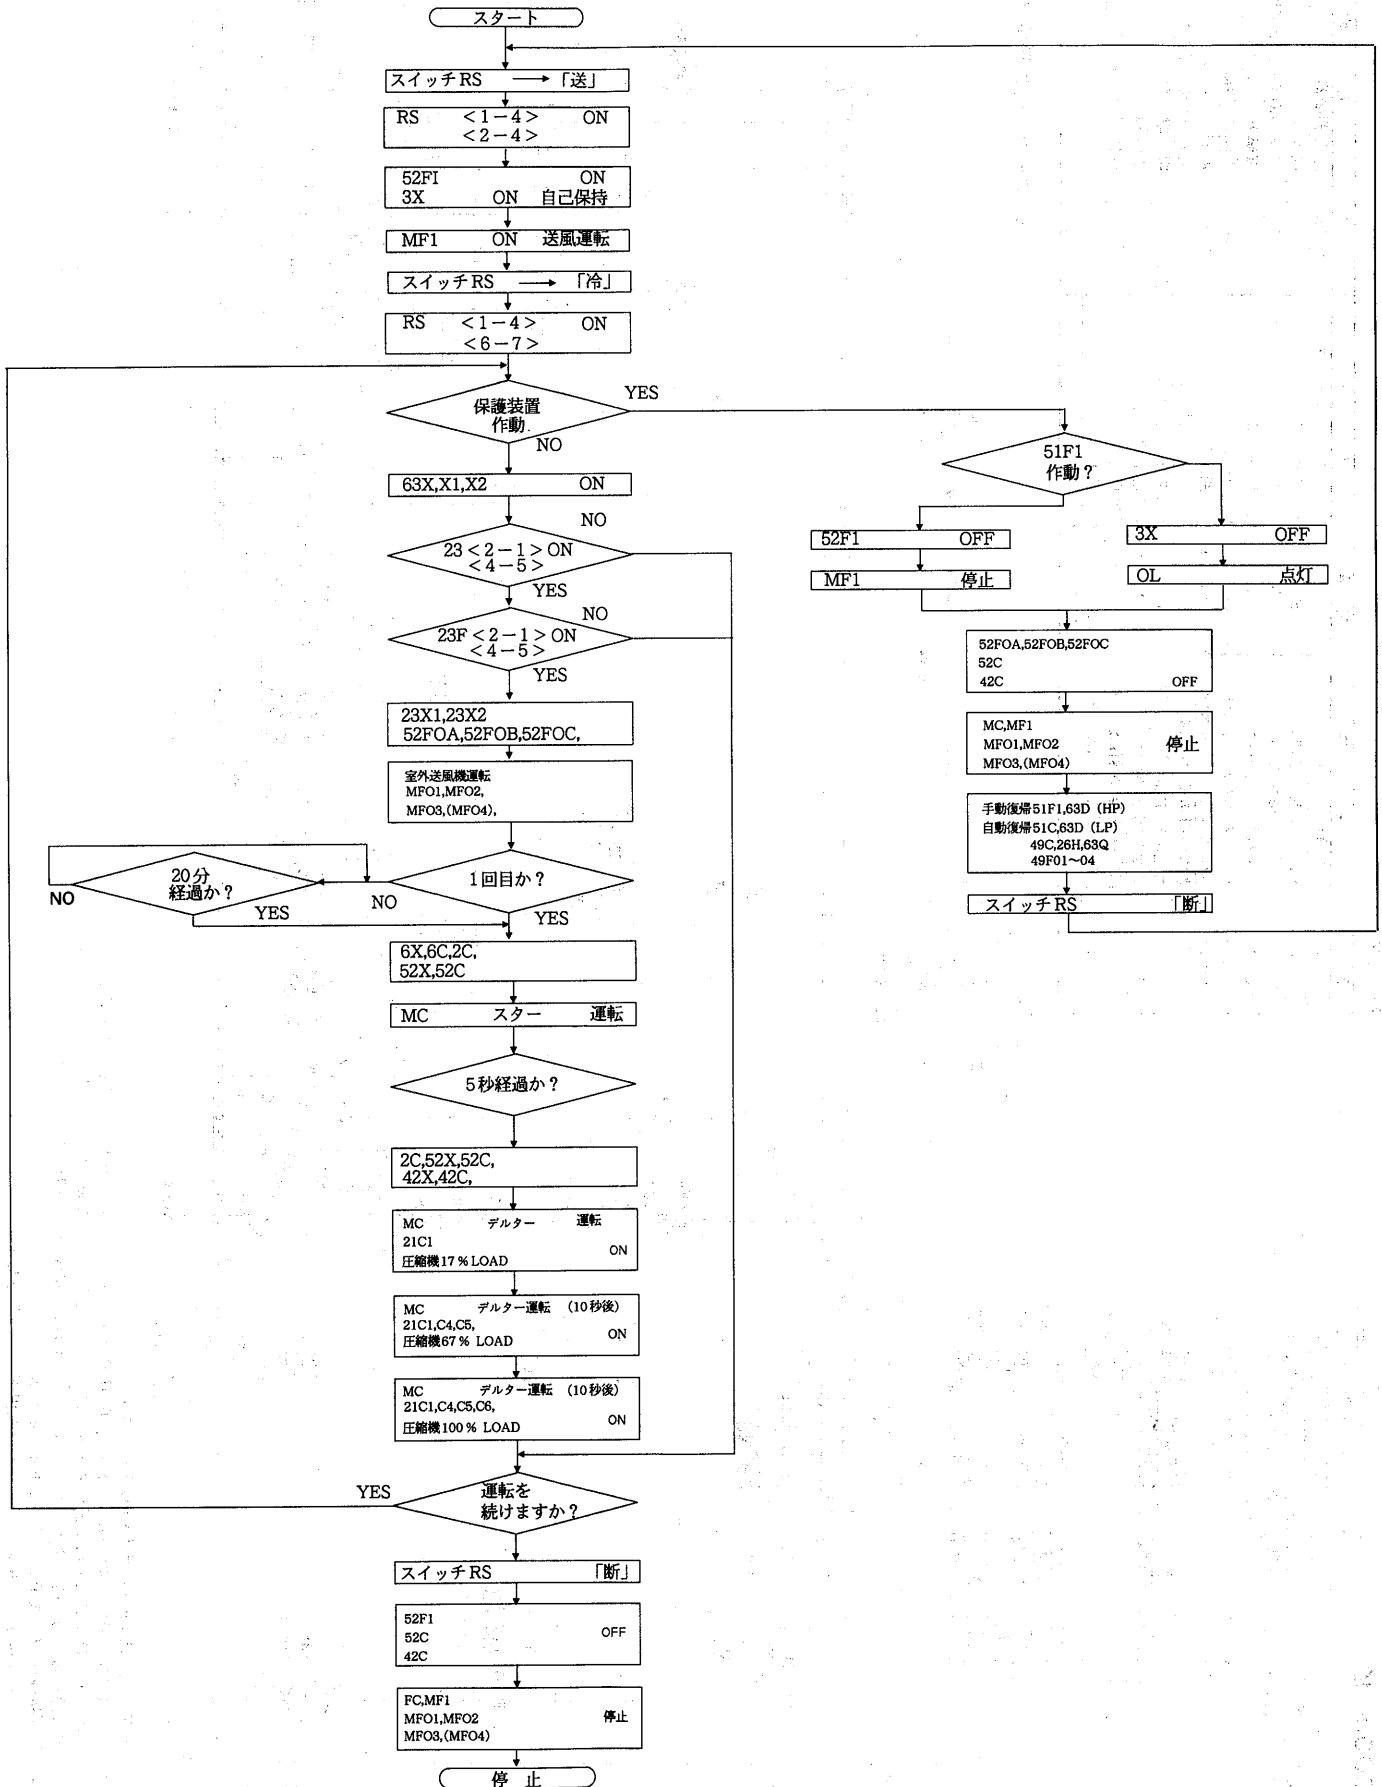 スタート
スイッチRS → 「送」
RS <1-4> ON
<2-4>
52FI ON
3X ON 自己保持
MF1 ON 送風運転
スイッチRS → 「冷」
RS <1-4> ON
<6-7>
保護装置
作動
YES
NO
63X,X1,X2 ON
NO
23<2-1>ON
<4-5>
YES
NO
23F<2-1>ON
<4-5>
YES
23X1,23X2
52FOA,52FOB,52FOC,
室外送風機運転
MFO1,MFO2,
MFO3,(MFO4),
1回目か?
NO
YES
20分
経過か?
NO
YES
6X,6C,2C,
52X,52C
MC スター 運転
5秒経過か?
2C,52X,52C,
42X,42C,
MC デルター 運転
21C1
ON
圧縮機17% LOAD
MC デルター運転 (10秒後)
21C1,C4,C5,
ON
圧縮機67% LOAD
MC デルター運転 (10秒後)
21C1,C4,C5,C6,
ON
圧縮機100% LOAD
YES
運転を
続けますか?
スイッチRS 「断」
52F1
52C OFF
42C
FC,MF1
MFO1,MFO2 停止
MFO3,(MFO4)
停 止
51F1
作動?
52F1 OFF
MF1 停止
3X OFF
OL 点灯
52FOA,52FOB,52FOC
52C
42C OFF
MC,MF1
MFO1,MFO2 停止
MFO3,(MFO4)
手動復帰51F1,63D (HP)
自動復帰51C,63D (LP)
49C,26H,63Q
49F01~04
スイッチRS 「断」